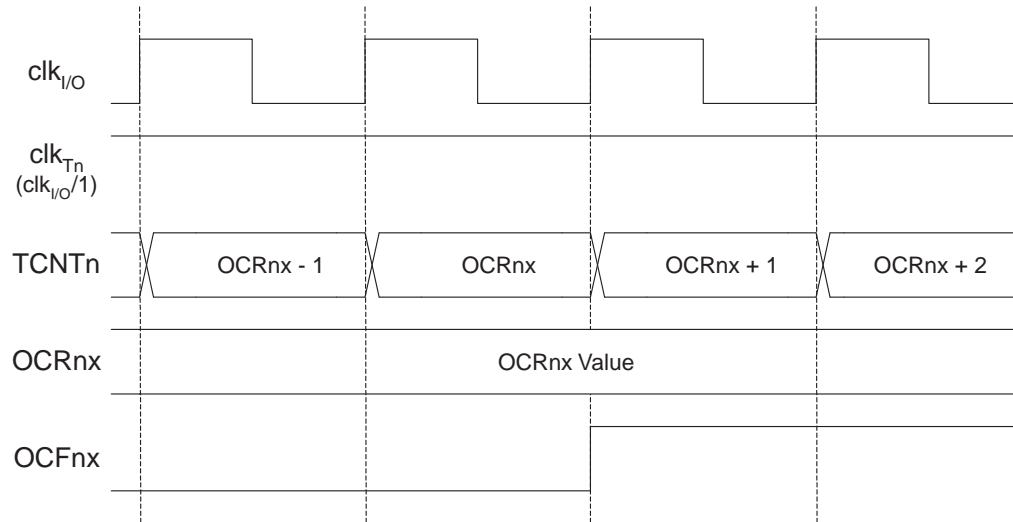 clkI/O
clkTn
(clkI/O/1)
TCNTn
OCRnx - 1
OCRnx
OCRnx + 1
OCRnx + 2
OCRnx
OCRnx Value
OCFnx